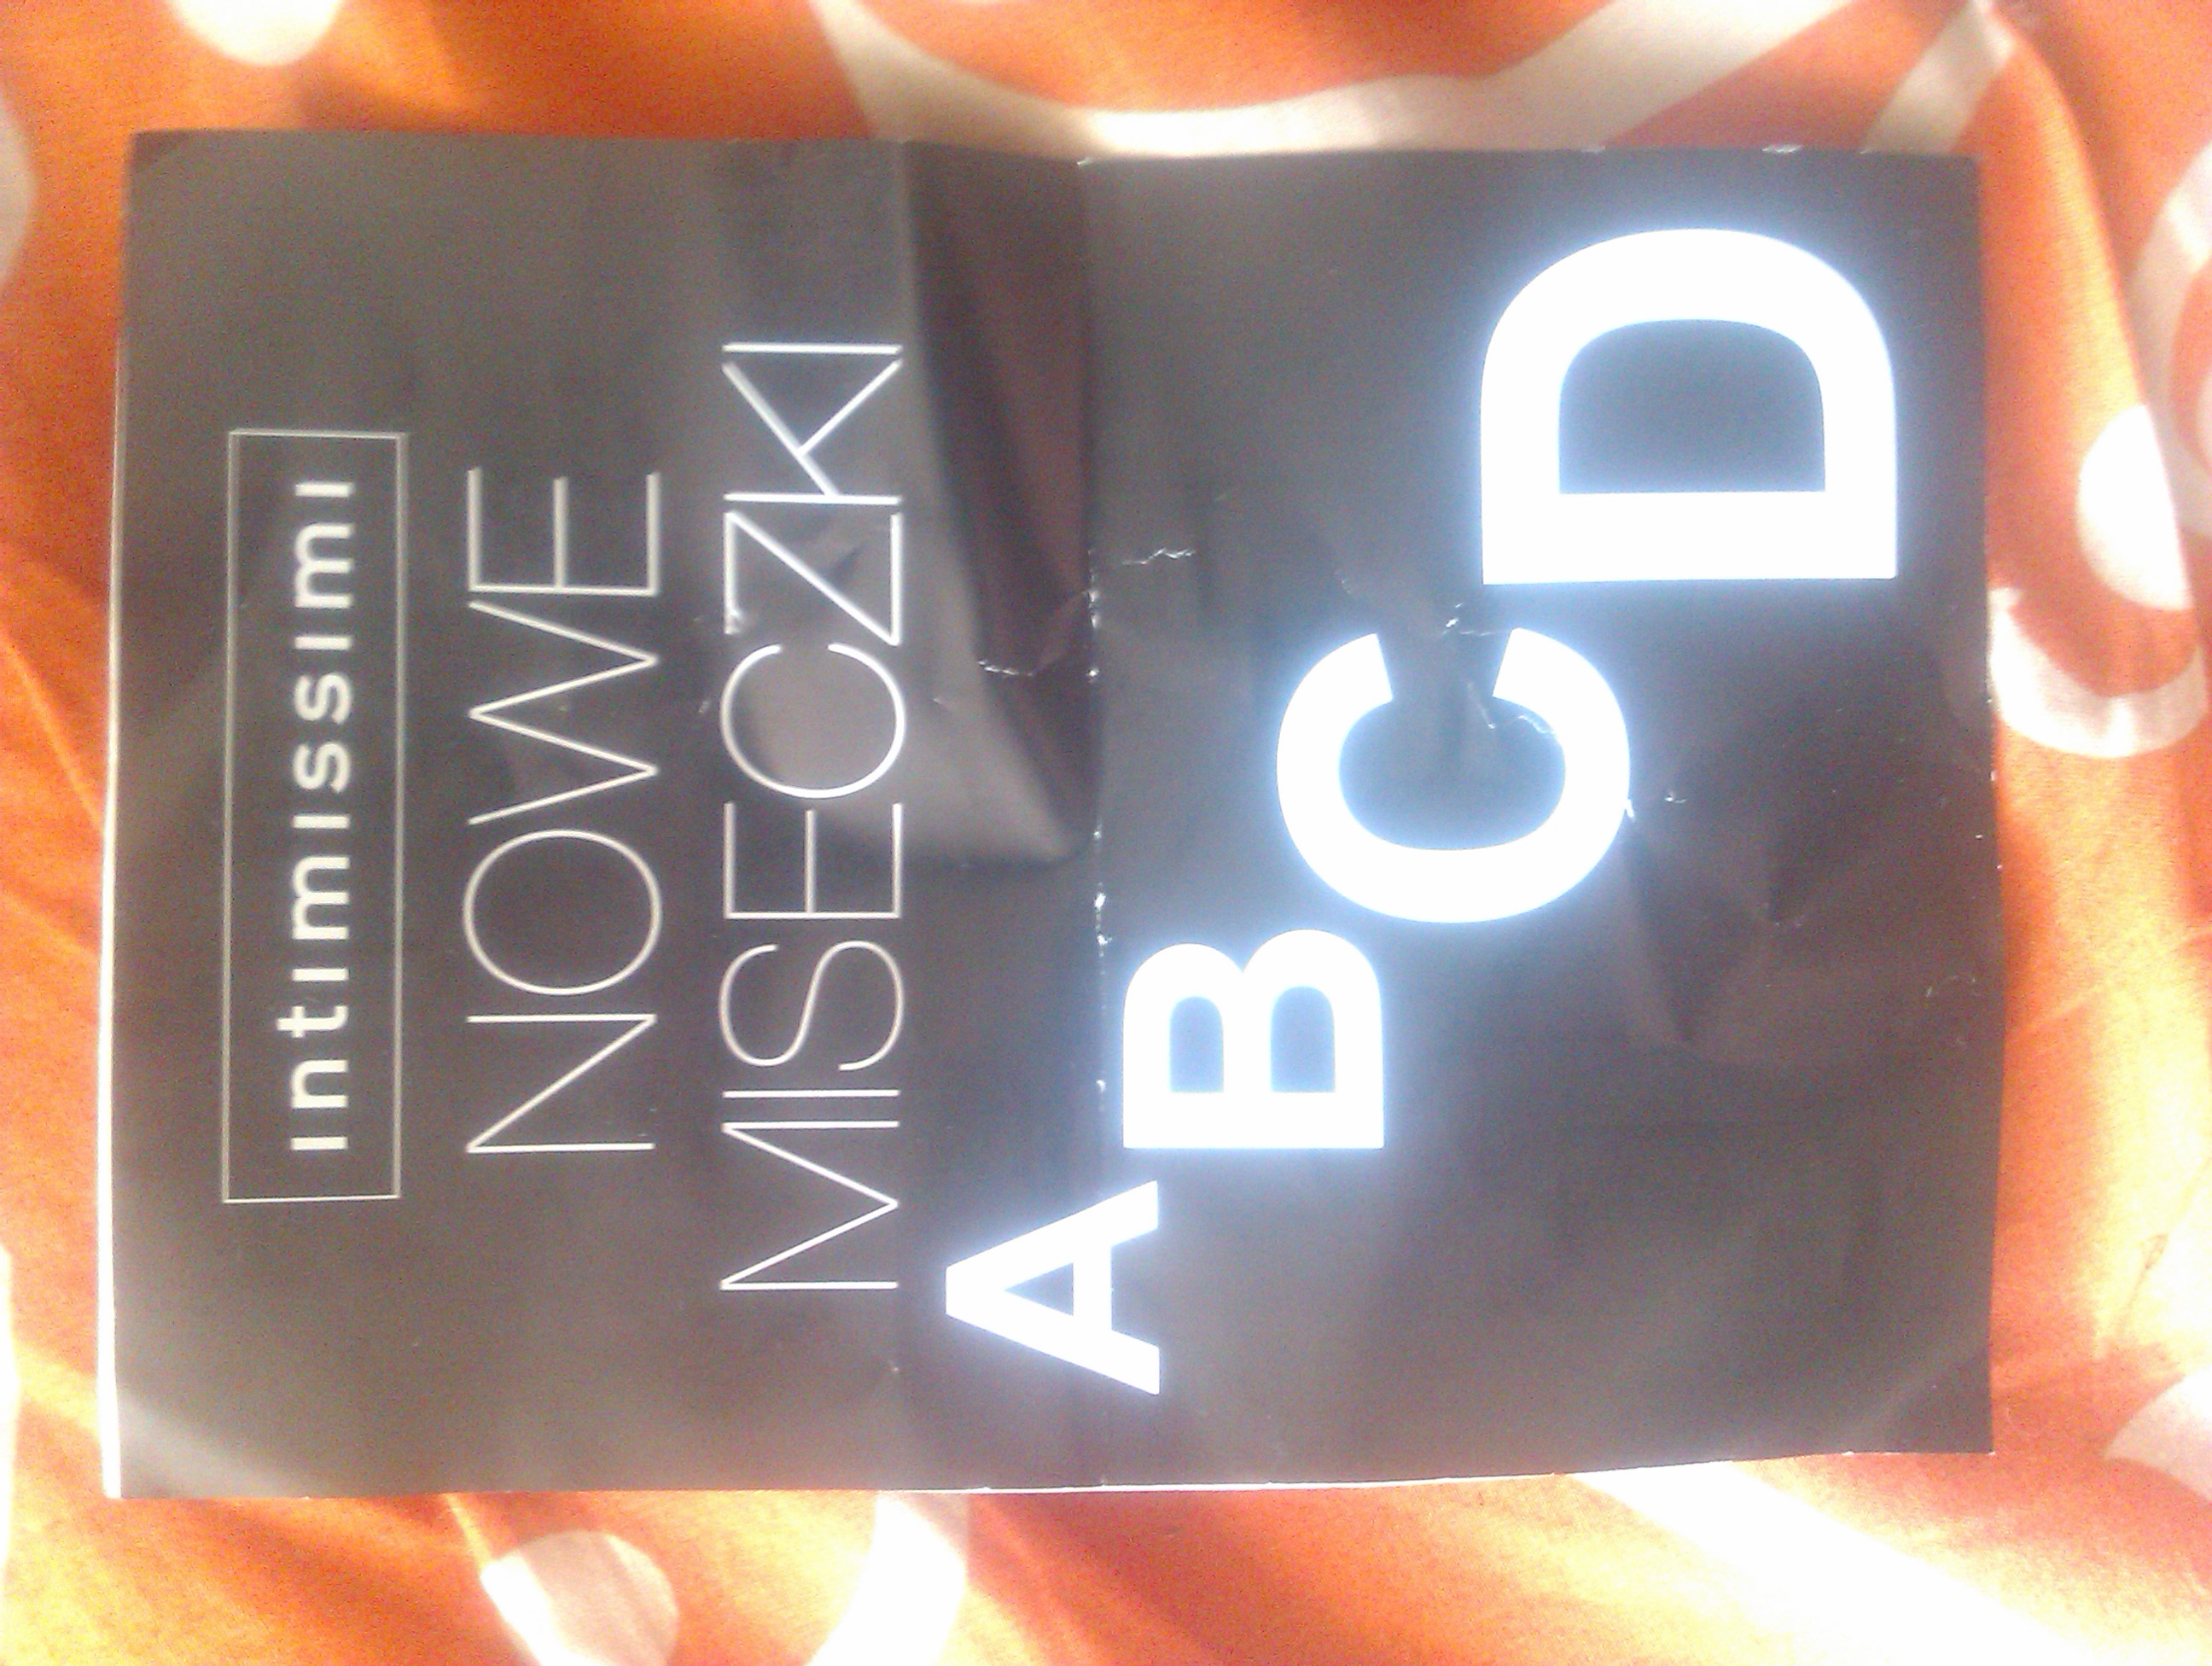 intimissimi
NOWE
MISECZKI
A B C D